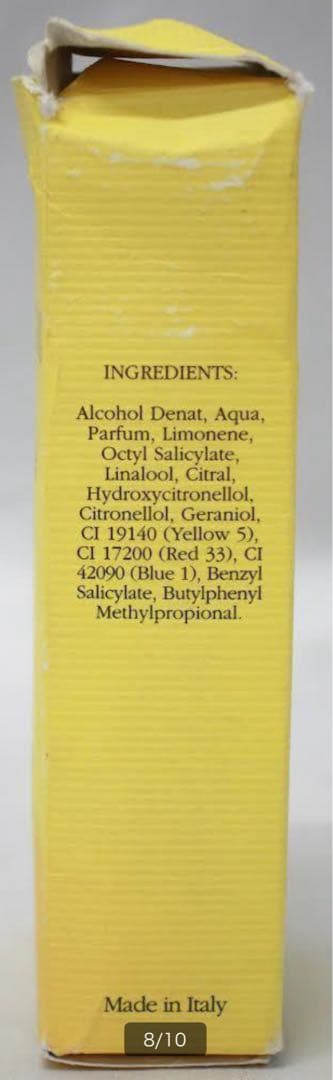 INGREDIENTS:
Alcohol Denat, Aqua,
Parfum, Limonene,
Octyl Salicylate,
Linalool, Citral,
Hydroxycitronellol,
Citronellol, Geraniol,
CI 19140 (Yellow 5),
CI 17200 (Red 33), CI
42090 (Blue 1), Benzyl
Salicylate, Butylphenyl
Methylpropional.
Made in Italy
8/10